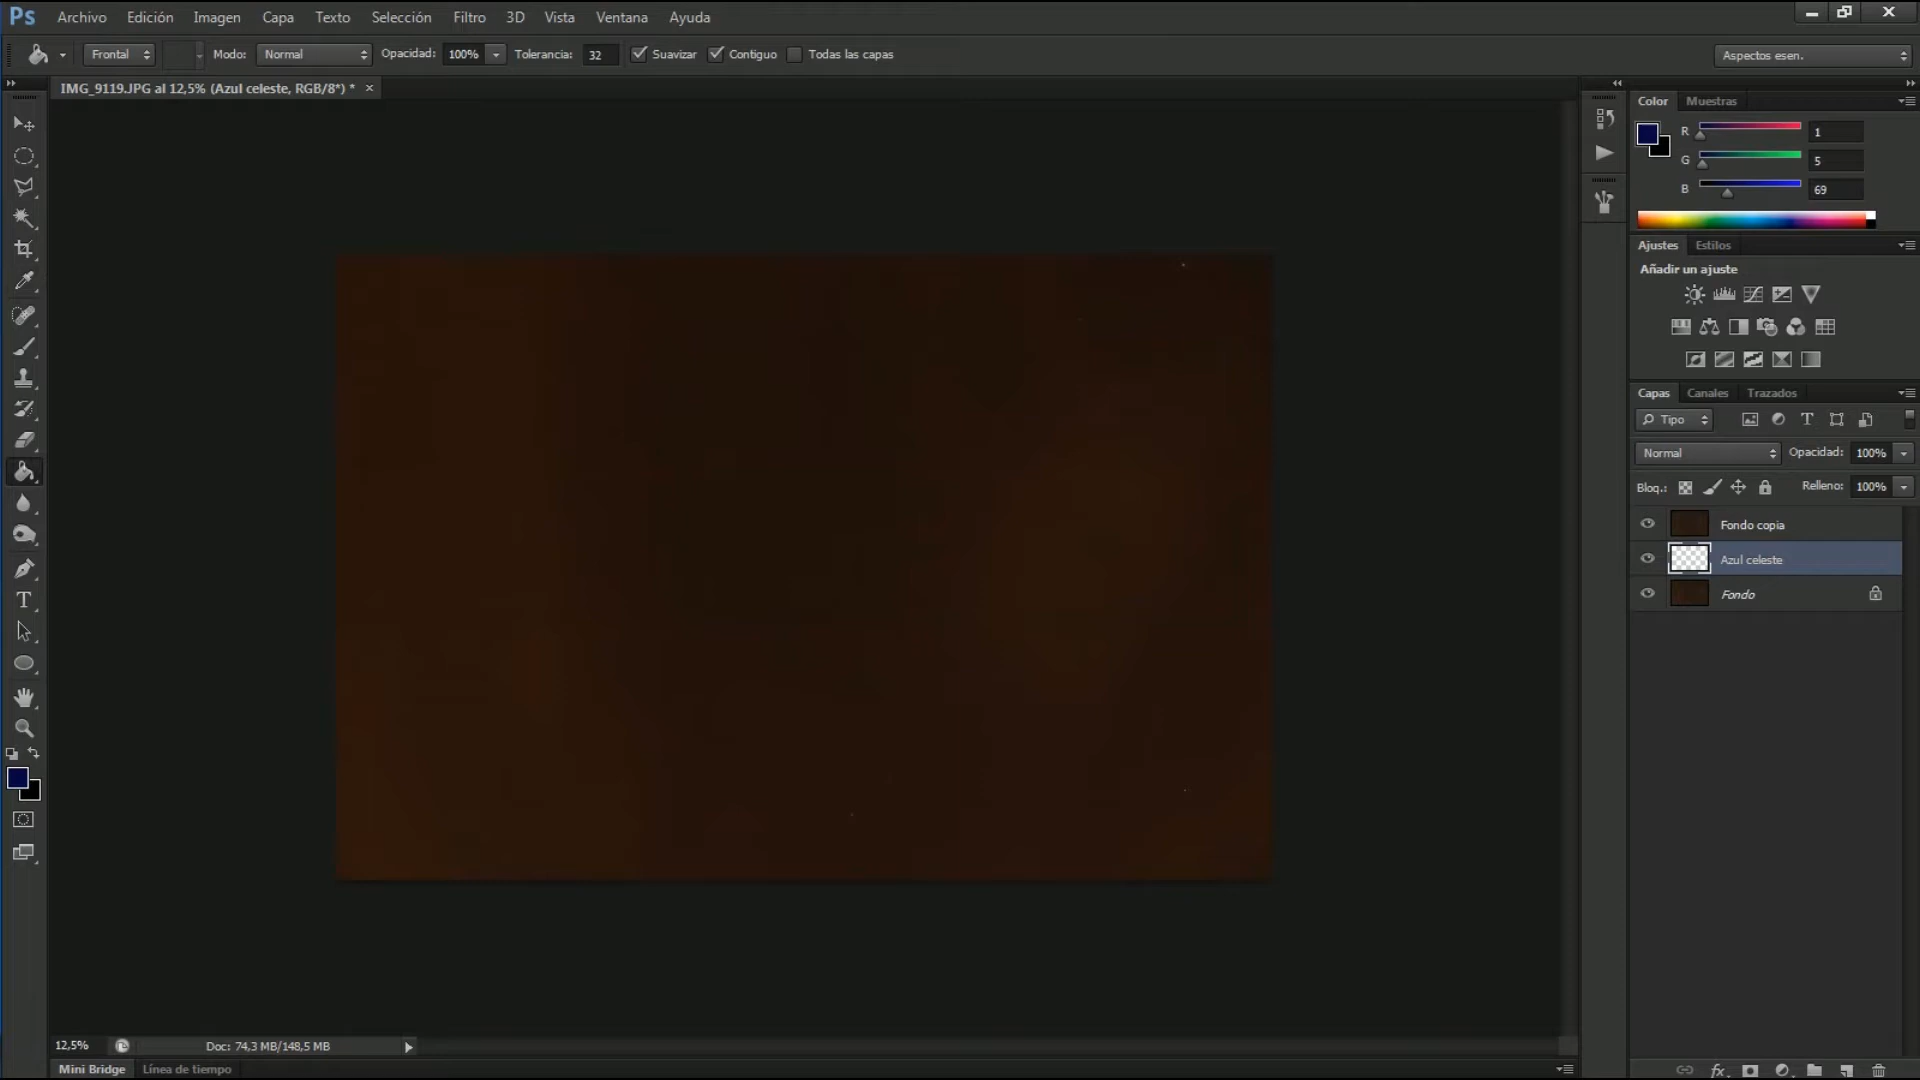 Ps Archivo Edición Imagen Capa Texto Selección Filtro 3D Vista Ventana Ayuda
Frontal Modo: Normal Opacidad: 100% Tolerancia: 32 Suavizar Contiguo Todas las capas Aspectos esen.
IMG_9119.JPG al 12,5% (Azul celeste, RGB/8*) *
Color Muestras
R 1
G 5
B 69
Ajustes Estilos
Añadir un ajuste
Capas Canales Trazados
Tipo
Normal Opacidad: 100%
Bloq.: Relleno: 100%
Fondo copia
Azul celeste
Fondo
12,5% Doc: 74,3 MB/148,5 MB
Mini Bridge Línea de tiempo